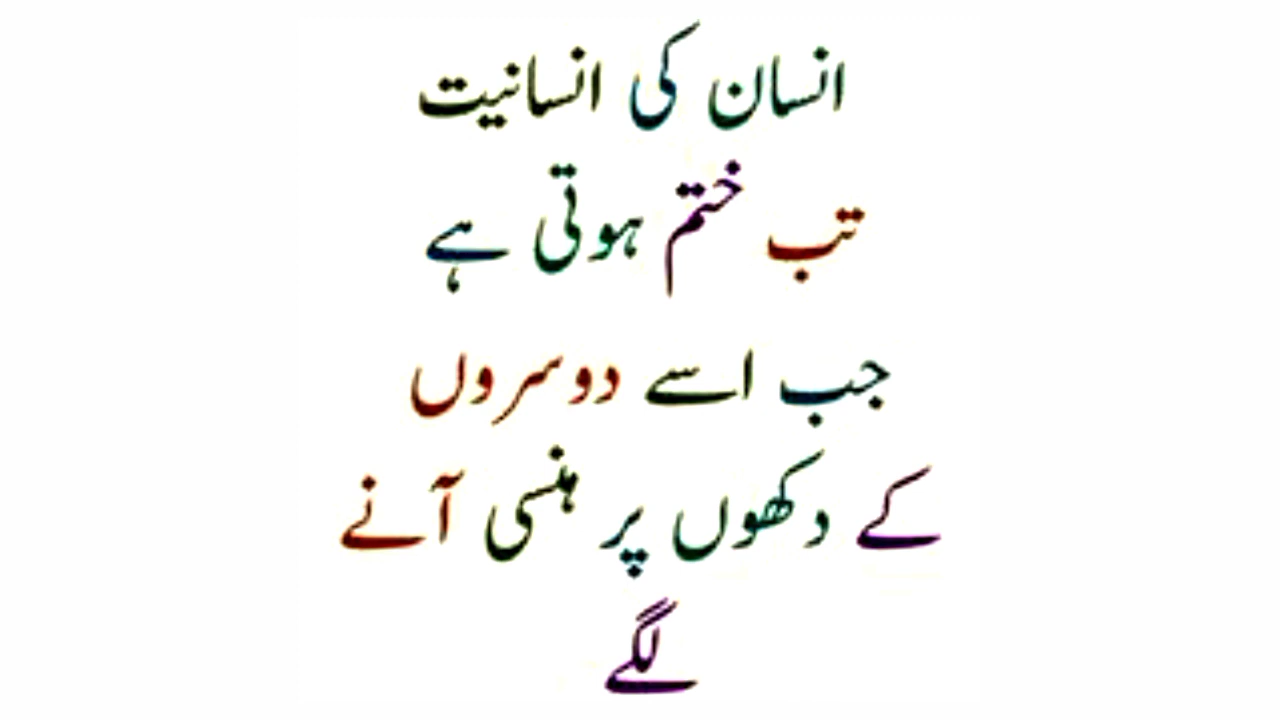 انسان کی انسانیت
تب ختم ہوتی ہے
جب اسے دوسروں
کے دکھوں پر ہنسی آنے
لگے